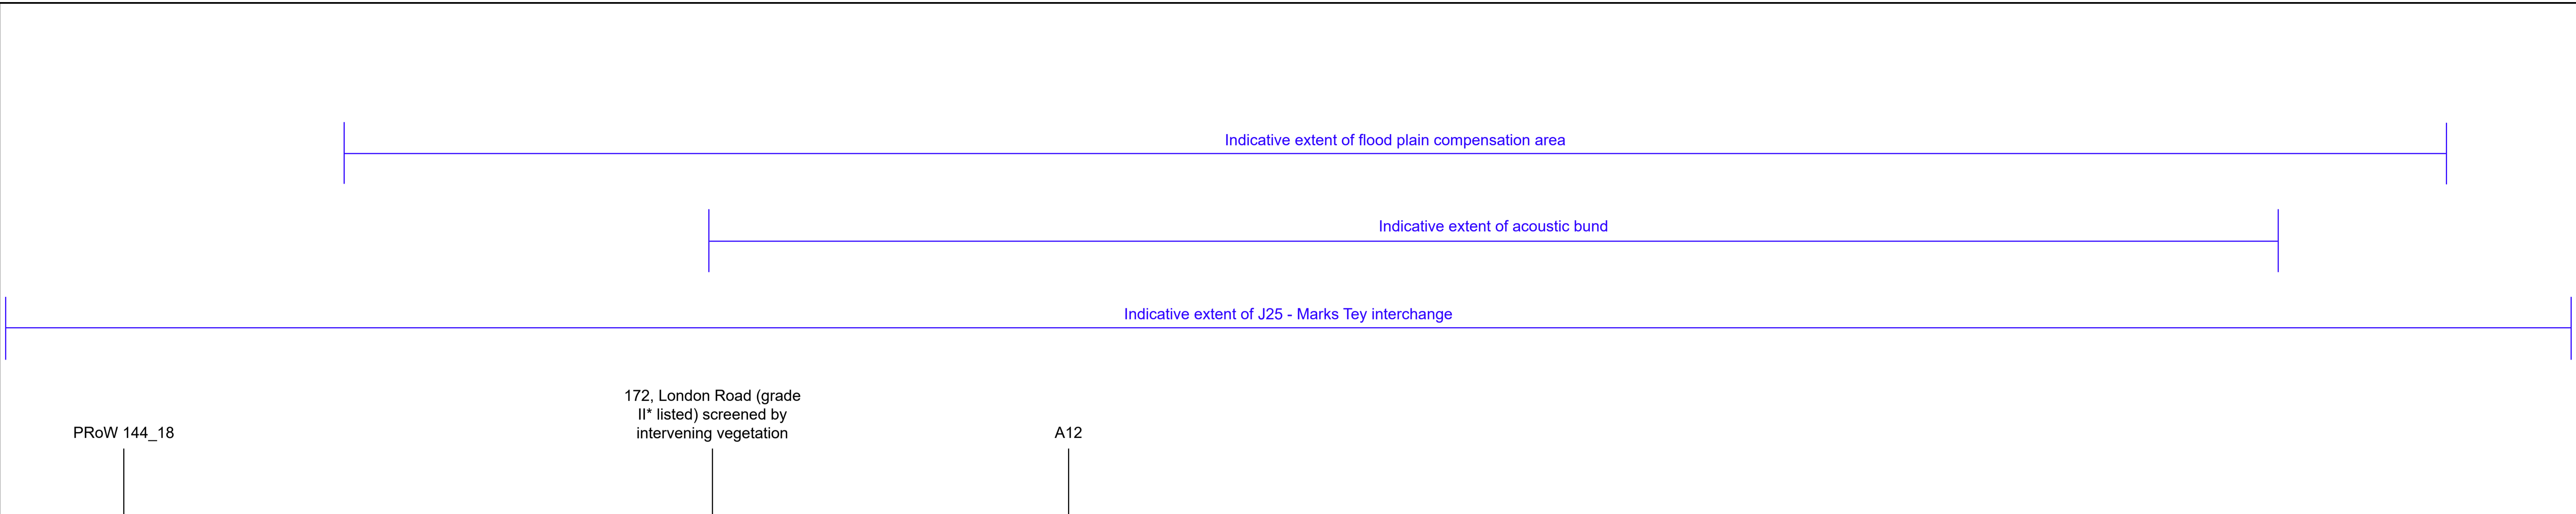 Indicative extent of flood plain compensation area
Indicative extent of acoustic bund
Indicative extent of J25 - Marks Tey interchange
PRoW 144_18
172, London Road (grade
II* listed) screened by
intervening vegetation
A12